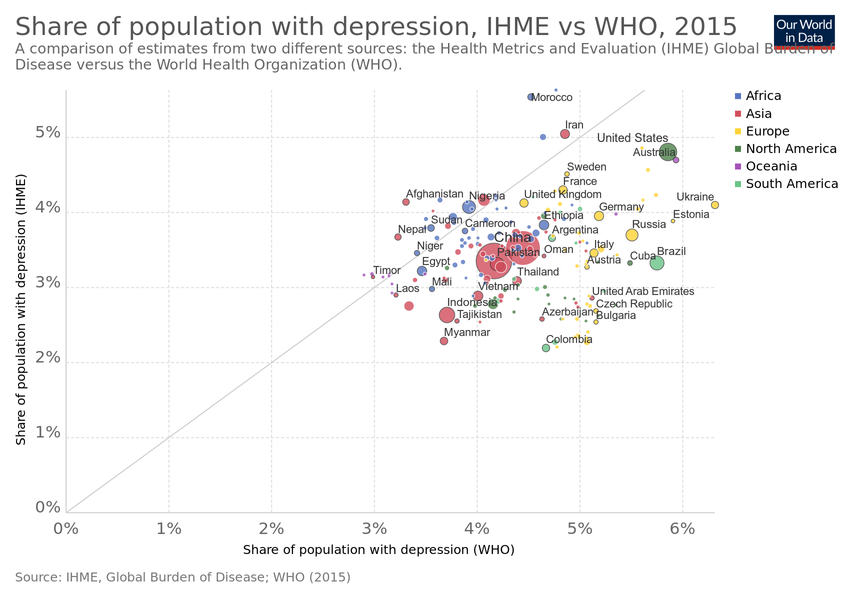 Share of population with depression, IHME vs WHO, 2015
Our World
in Data
A comparison of estimates from two different sources: the Health Metrics and Evaluation (IHME) Global Burden of
Disease versus the World Health Organization (WHO).
Africa
Asia
Europe
North America
Oceania
South America
Share of population with depression (IHME)
5%
4%
3%
2%
1%
0%
Morocco
Iran
United States
Australia
Sweden
France
Afghanistan
Nigeria
United Kingdom
Ukraine
Germany
Sudan
Cameroon
Ethiopia
Estonia
Nepal
Argentina
Russia
China
Niger
Pakistan
Oman
Italy
Cuba
Brazil
Egypt
Austria
Timor
Thailand
Mali
Vietnam
Laos
United Arab Emirates
Indonesia
Czech Republic
Tajikistan
Azerbaijan
Bulgaria
Myanmar
Colombia
0%
1%
2%
3%
4%
5%
6%
Share of population with depression (WHO)
Source: IHME, Global Burden of Disease; WHO (2015)